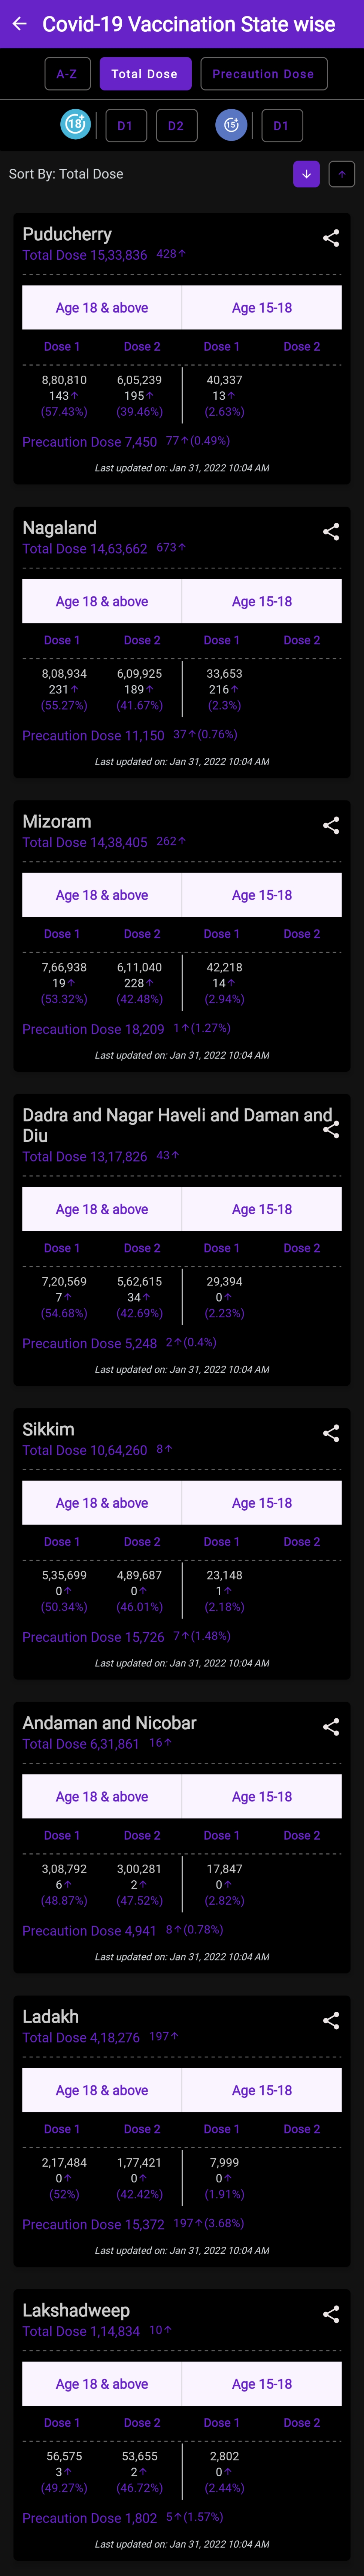 Covid-19 Vaccination State wise
A-Z Total Dose Precaution Dose
18+ D1 D2 15+ D1
Sort By: Total Dose
Puducherry
Total Dose 15,33,836 428↑
Age 18 & above Age 15-18
Dose 1 Dose 2 Dose 1 Dose 2
8,80,810 6,05,239 40,337
143↑ 195↑ 13↑
(57.43%) (39.46%) (2.63%)
Precaution Dose 7,450 77↑(0.49%)
Last updated on: Jan 31, 2022 10:04 AM
Nagaland
Total Dose 14,63,662 673↑
Age 18 & above Age 15-18
Dose 1 Dose 2 Dose 1 Dose 2
8,08,934 6,09,925 33,653
231↑ 189↑ 216↑
(55.27%) (41.67%) (2.3%)
Precaution Dose 11,150 37↑(0.76%)
Last updated on: Jan 31, 2022 10:04 AM
Mizoram
Total Dose 14,38,405 262↑
Age 18 & above Age 15-18
Dose 1 Dose 2 Dose 1 Dose 2
7,66,938 6,11,040 42,218
19↑ 228↑ 14↑
(53.32%) (42.48%) (2.94%)
Precaution Dose 18,209 1↑(1.27%)
Last updated on: Jan 31, 2022 10:04 AM
Dadra and Nagar Haveli and Daman and
Diu
Total Dose 13,17,826 43↑
Age 18 & above Age 15-18
Dose 1 Dose 2 Dose 1 Dose 2
7,20,569 5,62,615 29,394
7↑ 34↑ 0↑
(54.68%) (42.69%) (2.23%)
Precaution Dose 5,248 2↑(0.4%)
Last updated on: Jan 31, 2022 10:04 AM
Sikkim
Total Dose 10,64,260 8↑
Age 18 & above Age 15-18
Dose 1 Dose 2 Dose 1 Dose 2
5,35,699 4,89,687 23,148
0↑ 0↑ 1↑
(50.34%) (46.01%) (2.18%)
Precaution Dose 15,726 7↑(1.48%)
Last updated on: Jan 31, 2022 10:04 AM
Andaman and Nicobar
Total Dose 6,31,861 16↑
Age 18 & above Age 15-18
Dose 1 Dose 2 Dose 1 Dose 2
3,08,792 3,00,281 17,847
6↑ 2↑ 0↑
(48.87%) (47.52%) (2.82%)
Precaution Dose 4,941 8↑(0.78%)
Last updated on: Jan 31, 2022 10:04 AM
Ladakh
Total Dose 4,18,276 197↑
Age 18 & above Age 15-18
Dose 1 Dose 2 Dose 1 Dose 2
2,17,484 1,77,421 7,999
0↑ 0↑ 0↑
(52%) (42.42%) (1.91%)
Precaution Dose 15,372 197↑(3.68%)
Last updated on: Jan 31, 2022 10:04 AM
Lakshadweep
Total Dose 1,14,834 10↑
Age 18 & above Age 15-18
Dose 1 Dose 2 Dose 1 Dose 2
56,575 53,655 2,802
3↑ 2↑ 0↑
(49.27%) (46.72%) (2.44%)
Precaution Dose 1,802 5↑(1.57%)
Last updated on: Jan 31, 2022 10:04 AM